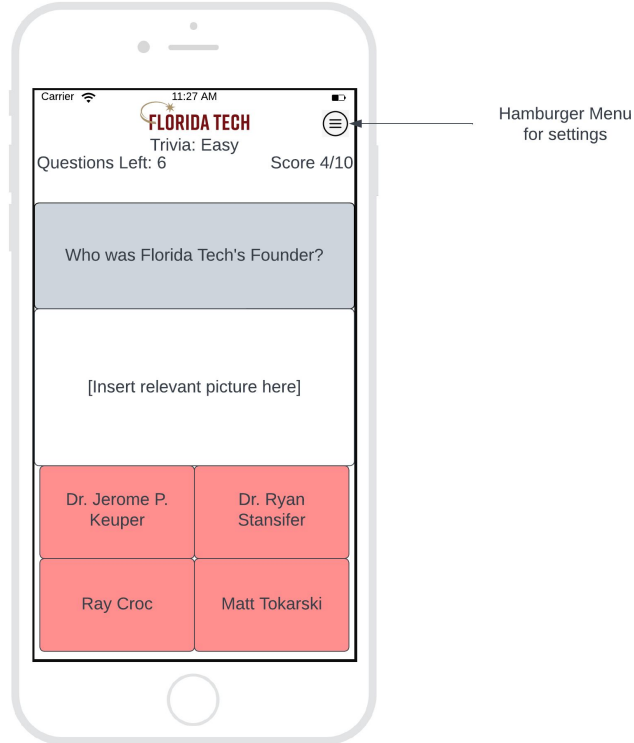 Carrier 11:27 AM
FLORIDA TECH
Trivia: Easy
Questions Left: 6 Score 4/10
Who was Florida Tech's Founder?
[Insert relevant picture here]
Dr. Jerome P.
Keuper
Dr. Ryan
Stansifer
Ray Croc
Matt Tokarski
Hamburger Menu
for settings